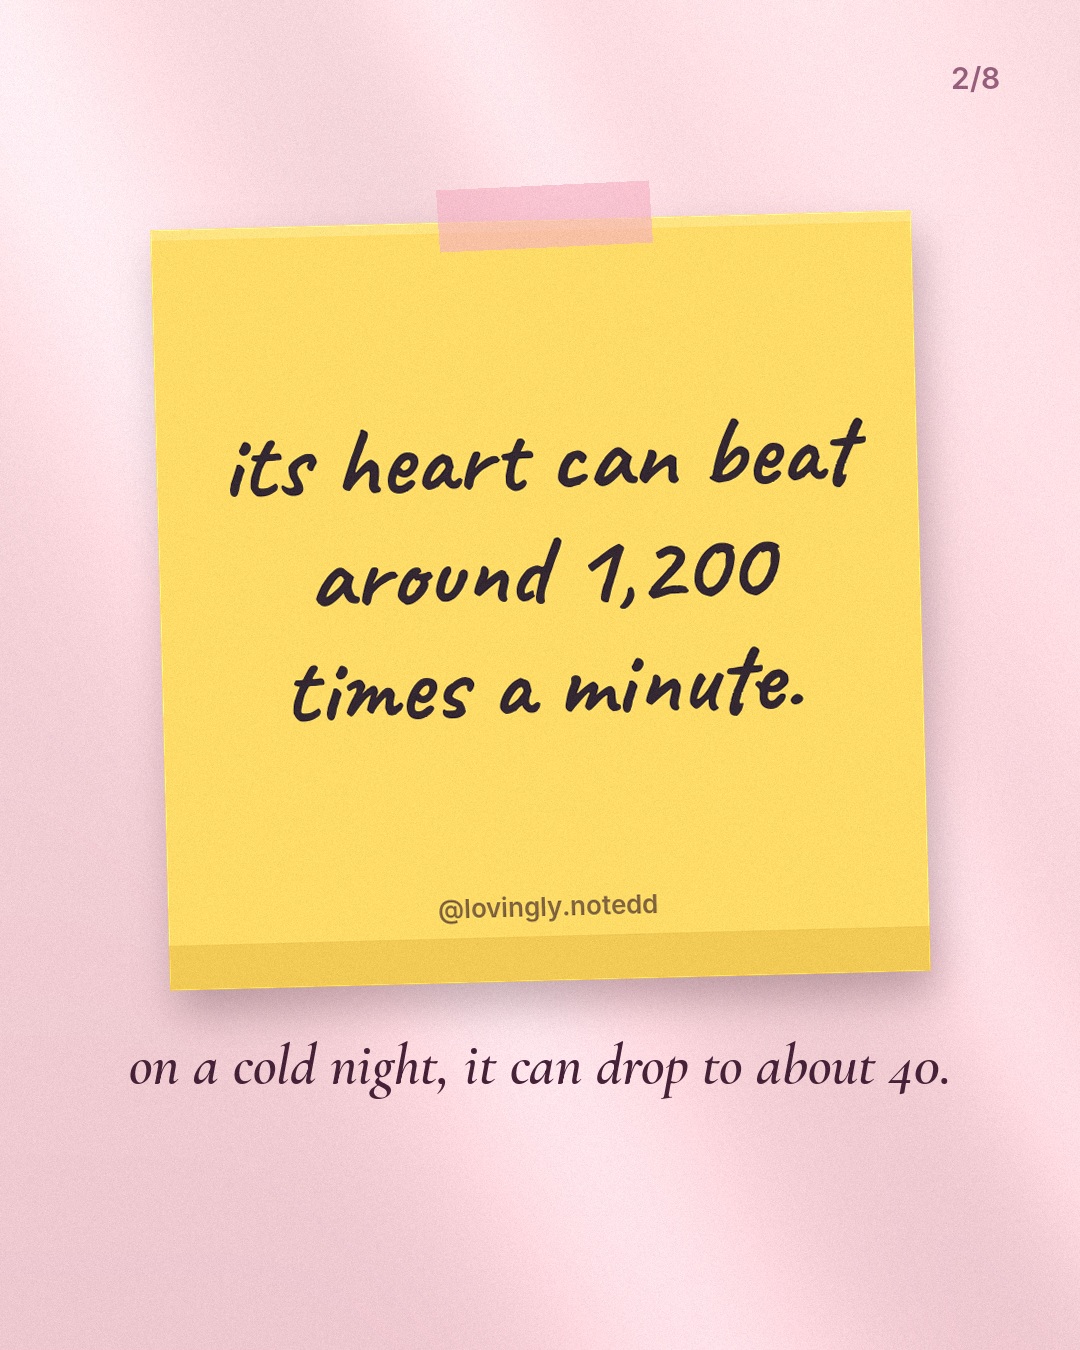 2/8
its heart can beat
around 1,200
times a minute.
@lovingly.notedd
on a cold night, it can drop to about 40.